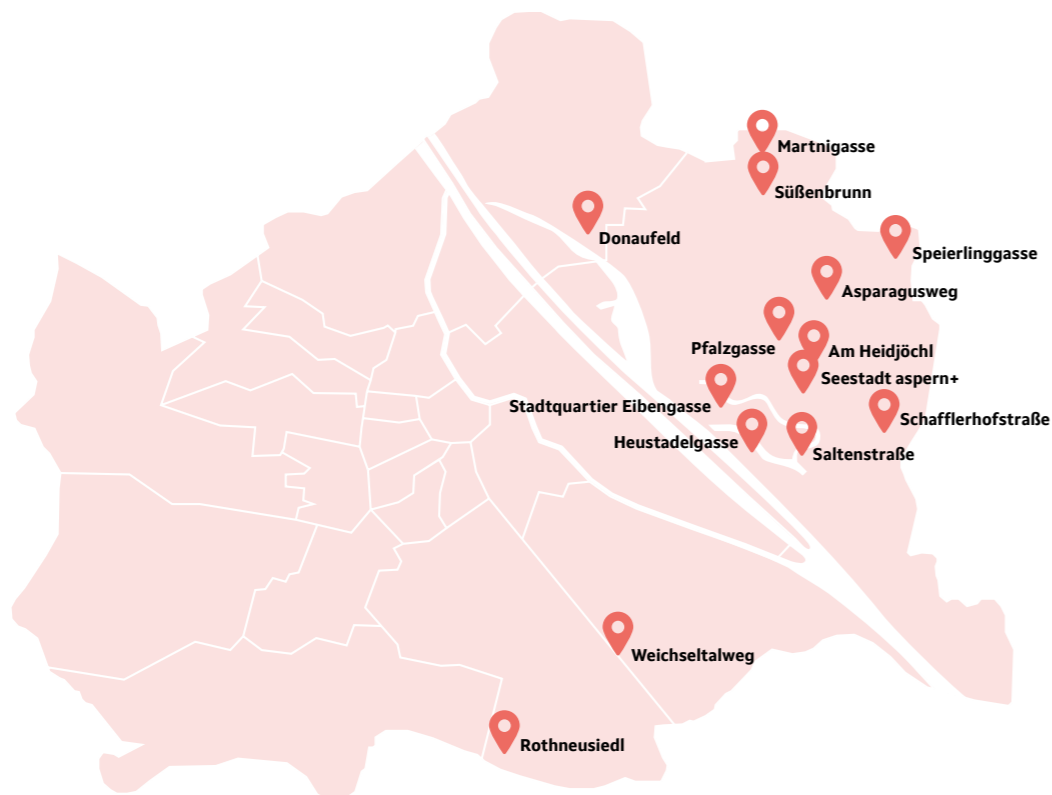 Martnigasse
Süßenbrunn
Donaufeld
Speierlinggasse
Asparagusweg
Pfalzgasse
Am Heidjöchl
Seestadt aspern+
Stadtquartier Eibengasse
Schafflerhofstraße
Heustadelgasse
Saltenstraße
Weichseltalweg
Rothneusiedl